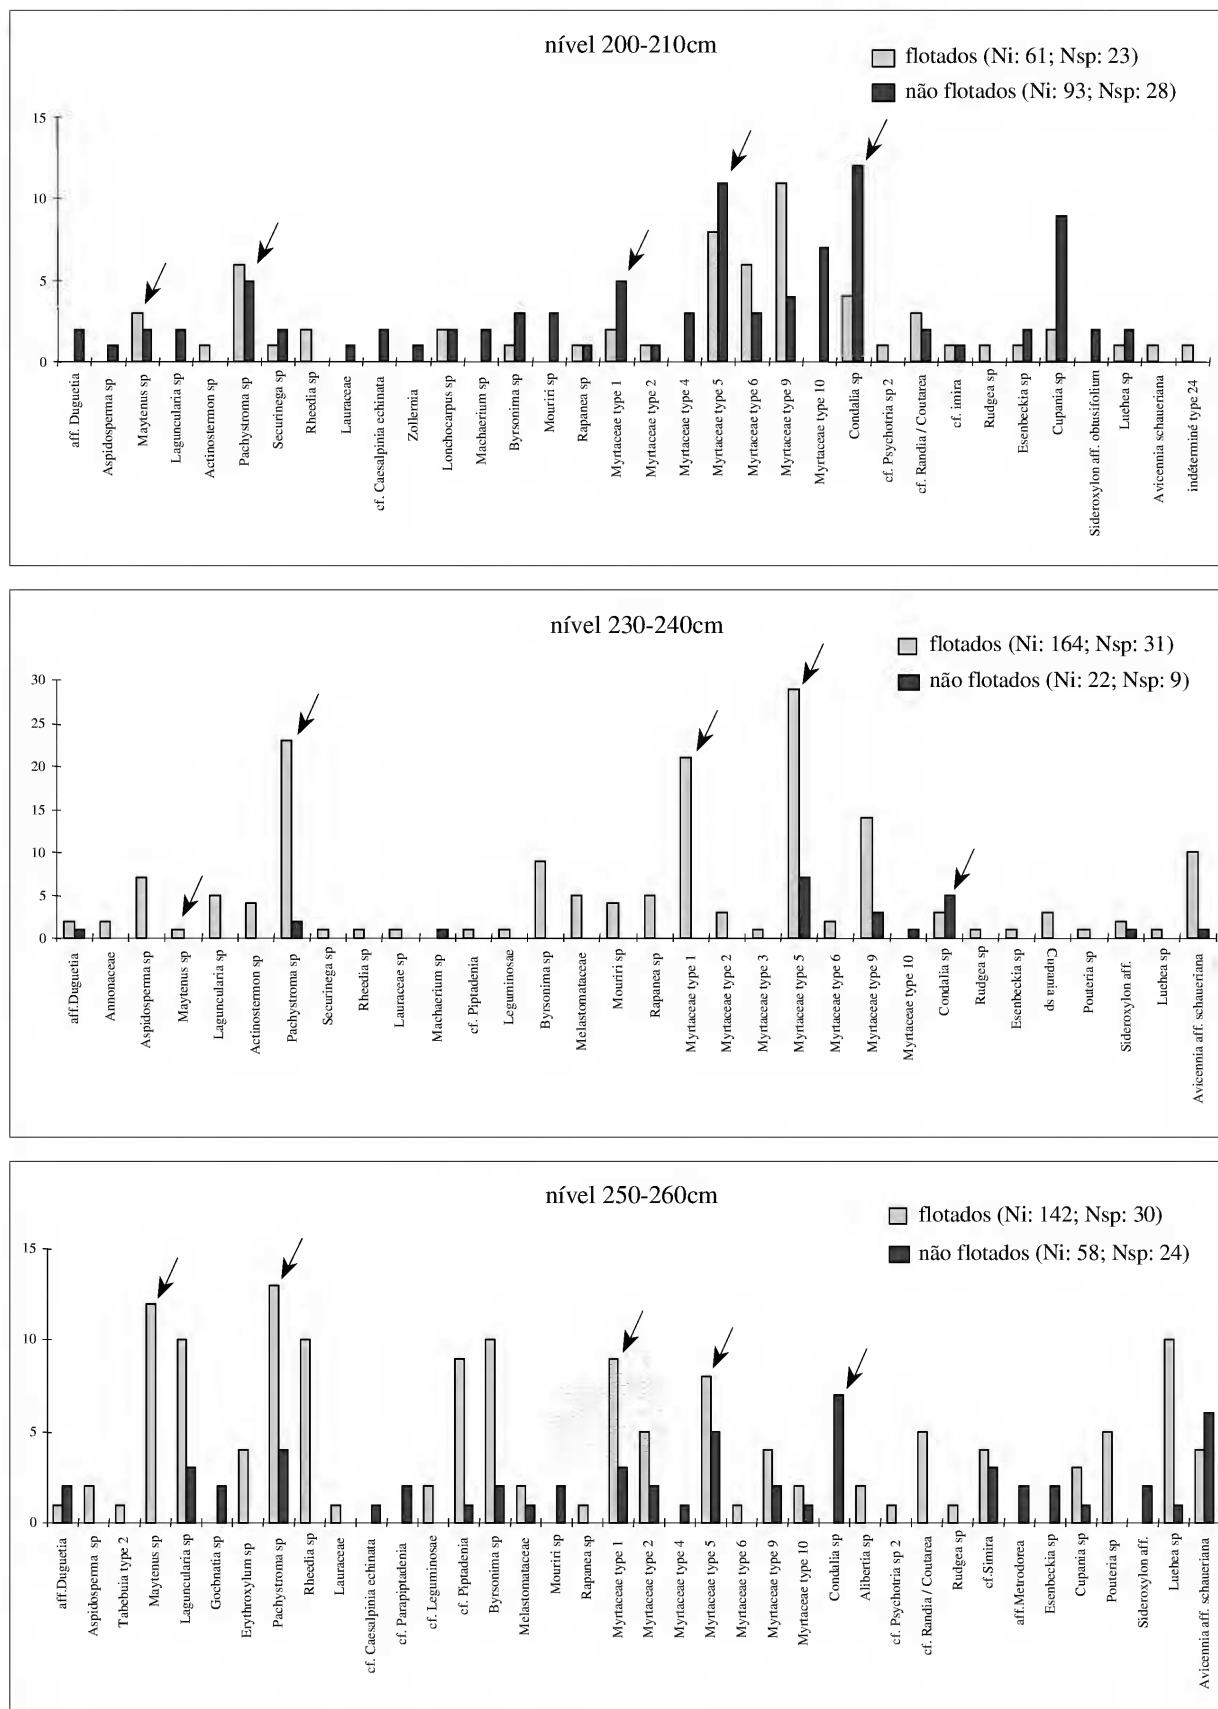 nível 200-210cm
flotados (Ni: 61; Nsp: 23)
não flotados (Ni: 93; Nsp: 28)
15
10
5
0
aff. Duguetia
Aspidosperma sp
Maytenus sp
Laguncularia sp
Actinostermon sp
Pachystroma sp
Securinega sp
Rheedia sp
Lauraceae
cf. Caesalpinia echinata
Zollernia
Lonchocarpus sp
Machaerium sp
Byrsonima sp
Mouriri sp
Rapanea sp
Myrtaceae type 1
Myrtaceae type 2
Myrtaceae type 4
Myrtaceae type 5
Myrtaceae type 6
Myrtaceae type 9
Myrtaceae type 10
Condalia sp
cf. Psychotria sp 2
cf. Randia / Coutarea
cf. imira
Rudgea sp
Esenbeckia sp
Cupania sp
Sideroxylon aff. obtusifolium
Luehea sp
Avicennia schaueriana
indéterminé type 24
nível 230-240cm
flotados (Ni: 164; Nsp: 31)
não flotados (Ni: 22; Nsp: 9)
30
25
20
15
10
5
0
aff.Duguetia
Annonaceae
Aspidosperma sp
Maytenus sp
Laguncularia sp
Actinostermon sp
Pachystroma sp
Securinega sp
Rheedia sp
Lauraceae sp
Machaerium sp
cf. Piptadenia
Leguminosae
Byrsonima sp
Melastomataceae
Mouriri sp
Rapanea sp
Myrtaceae type 1
Myrtaceae type 2
Myrtaceae type 3
Myrtaceae type 5
Myrtaceae type 6
Myrtaceae type 9
Myrtaceae type 10
Condalia sp
Rudgea sp
Esenbeckia sp
Cupania sp
Pouteria sp
Sideroxylon aff.
Luehea sp
Avicennia aff. schaueriana
nível 250-260cm
flotados (Ni: 142; Nsp: 30)
não flotados (Ni: 58; Nsp: 24)
15
10
5
0
aff.Duguetia
Aspidosperma sp
Tabebuia type 2
Maytenus sp
Laguncularia sp
Gochnatia sp
Erythroxylum sp
Pachystroma sp
Rheedia sp
Lauraceae
cf. Caesalpinia echinata
cf. Parapiptadenia
cf. Leguminosae
cf. Piptadenia
Byrsonima sp
Melastomataceae
Mouriri sp
Rapanea sp
Myrtaceae type 1
Myrtaceae type 2
Myrtaceae type 4
Myrtaceae type 5
Myrtaceae type 6
Myrtaceae type 9
Myrtaceae type 10
Condalia sp
Alibertia sp
cf. Psychotria sp 2
cf. Randia / Coutarea
Rudgea sp
cf.Simira
aff.Metrodorea
Esenbeckia sp
Cupania sp
Pouteria sp
Sideroxylon aff.
Luehea sp
Avicennia aff. schaueriana